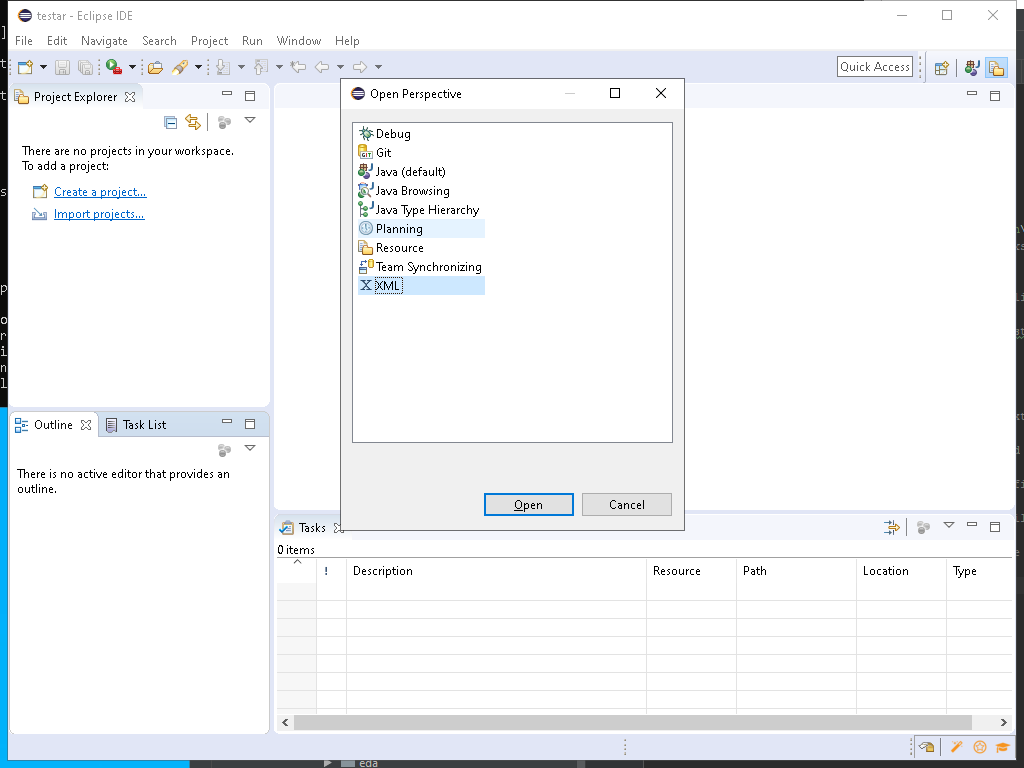 testar - Eclipse IDE
File Edit Navigate Search Project Run Window Help
Quick Access
Project Explorer
There are no projects in your workspace.
To add a project:
Create a project...
Import projects...
Outline
Task List
There is no active editor that provides an
outline.
Open Perspective
Debug
Git
Java (default)
Java Browsing
Java Type Hierarchy
Planning
Resource
Team Synchronizing
XML
Open
Cancel
Tasks
0 items
! Description Resource Path Location Type
eda